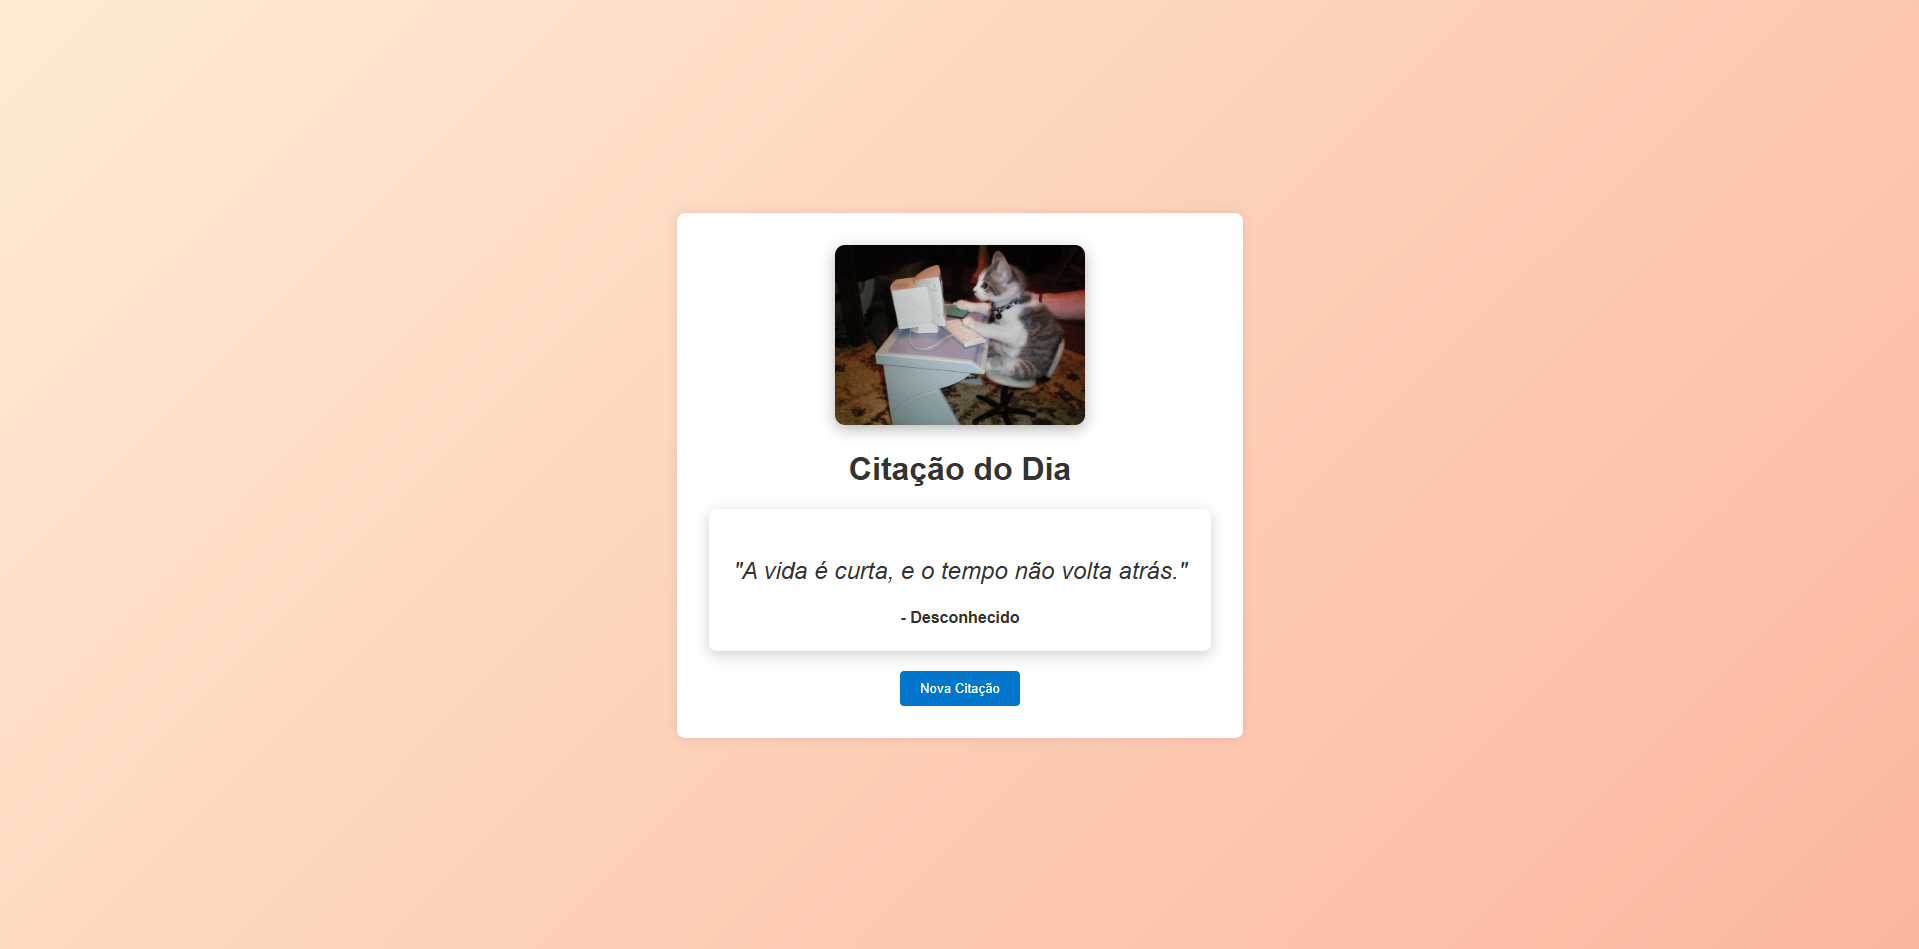 Citação do Dia
"A vida é curta, e o tempo não volta atrás."
- Desconhecido
Nova Citação